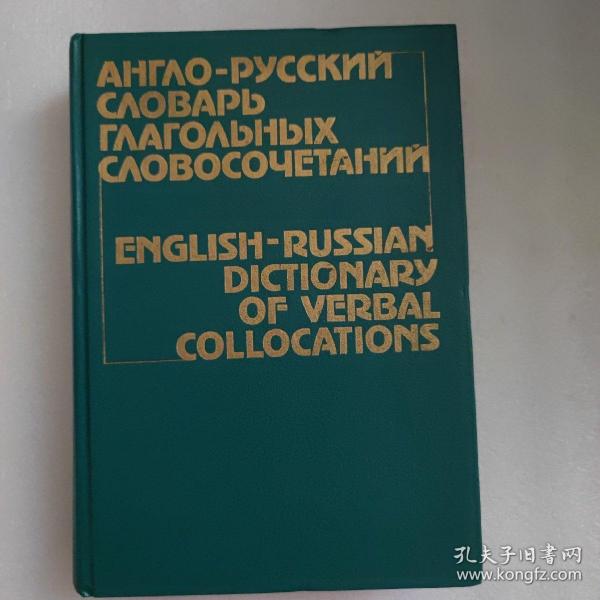 АНГЛО-РУССКИЙ
СЛОВАРЬ
ГЛАГОЛЬНЫХ
СЛОВОСОЧЕТАНИЙ
ENGLISH-RUSSIAN
DICTIONARY
OF VERBAL
COLLOCATIONS
孔夫子旧书网
www.kongfz.com